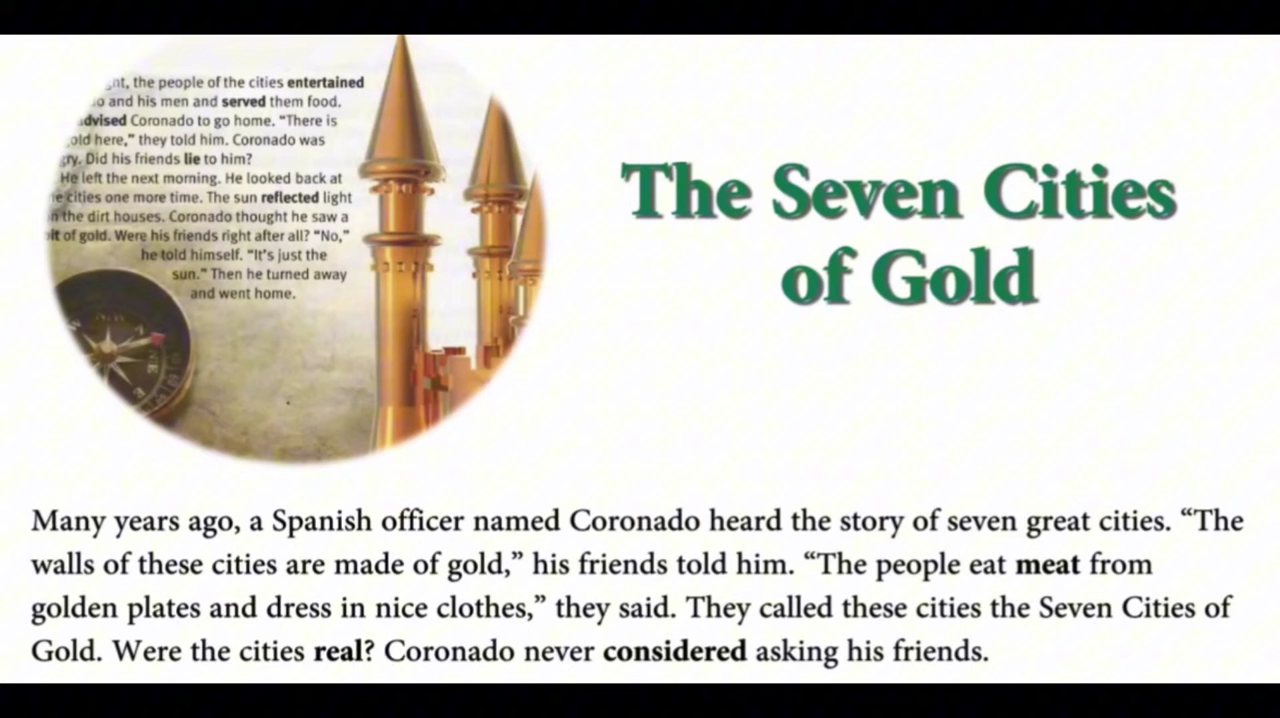 The Seven Cities
of Gold
the people of the cities entertained
and his men and served them food.
Coronado to go home. “There is
here,” they told him. Coronado was
Did his friends lie to him?
He left the next morning. He looked back at
cities one more time. The sun reflected light
the dirt houses. Coronado thought he saw a
of gold. Were his friends right after all? “No,”
he told himself. “It’s just the
sun.” Then he turned away
and went home.
Many years ago, a Spanish officer named Coronado heard the story of seven great cities. “The
walls of these cities are made of gold,” his friends told him. “The people eat meat from
golden plates and dress in nice clothes,” they said. They called these cities the Seven Cities of
Gold. Were the cities real? Coronado never considered asking his friends.